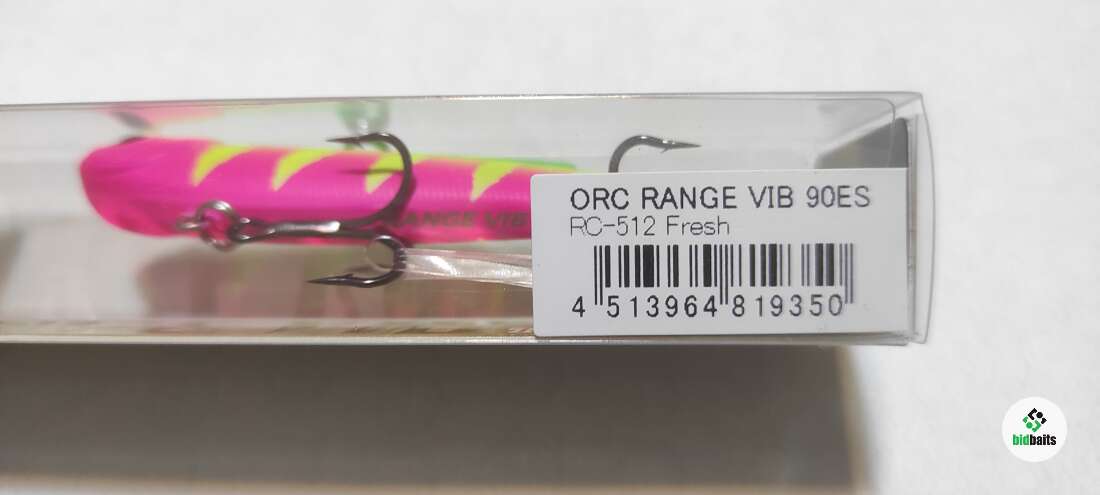 RANGE VIB
ORC RANGE VIB 90ES
RC-512 Fresh
4 513964 819350
bidbaits